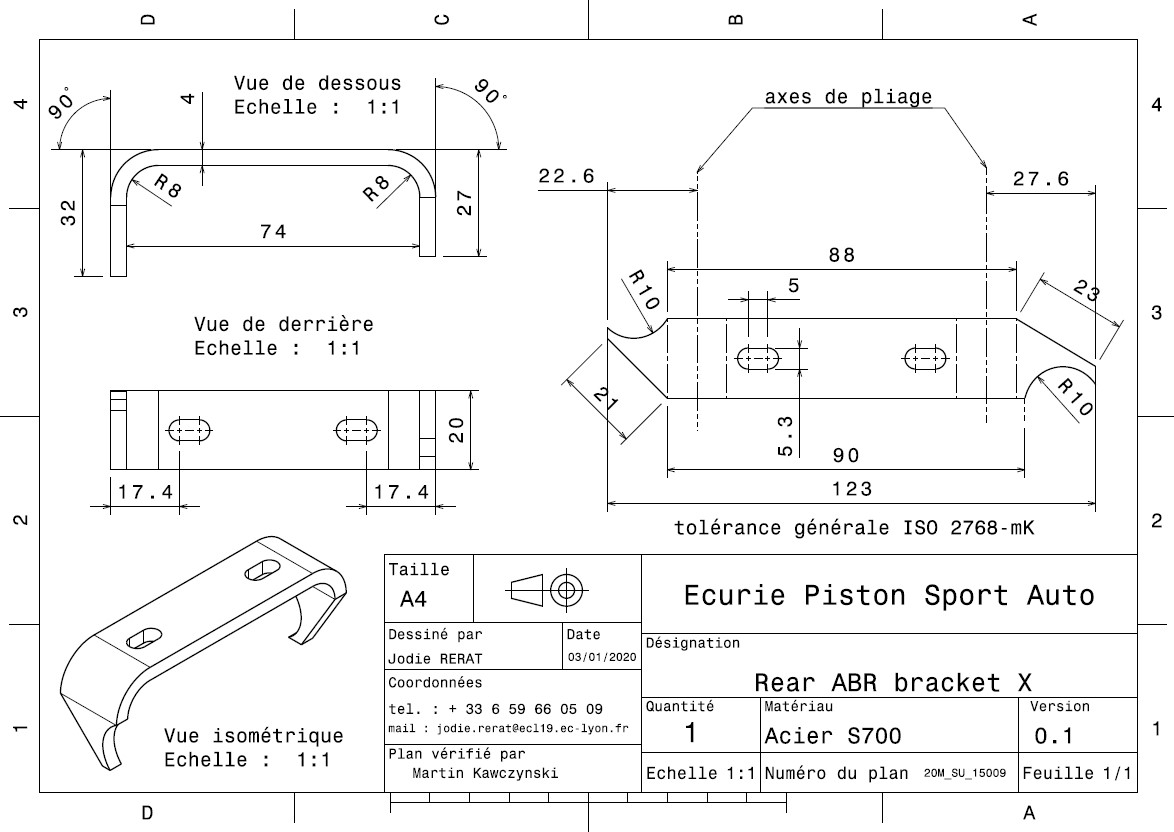 D
C
B
A
4
4
Vue de dessous
Echelle :  1:1
90°
90°
4
R8
R8
32
27
74
axes de pliage
22.6
27.6
88
5
R10
23
3
3
Vue de derrière
Echelle :  1:1
21
R10
5.3
20
17.4
17.4
90
123
2
2
tolérance générale ISO 2768-mK
Taille
A4
Ecurie Piston Sport Auto
Dessiné par
Jodie RERAT
Date
03/01/2020
Désignation
Rear ABR bracket X
Coordonnées
tel. : + 33 6 59 66 05 09
mail : jodie.rerat@ecl19.ec-lyon.fr
Quantité
1
Matériau
Acier S700
Version
0.1
Plan vérifié par
Martin Kawczynski
Echelle 1:1
Numéro du plan 20M_SU_15009
Feuille 1/1
Vue isométrique
Echelle :  1:1
1
1
D
A